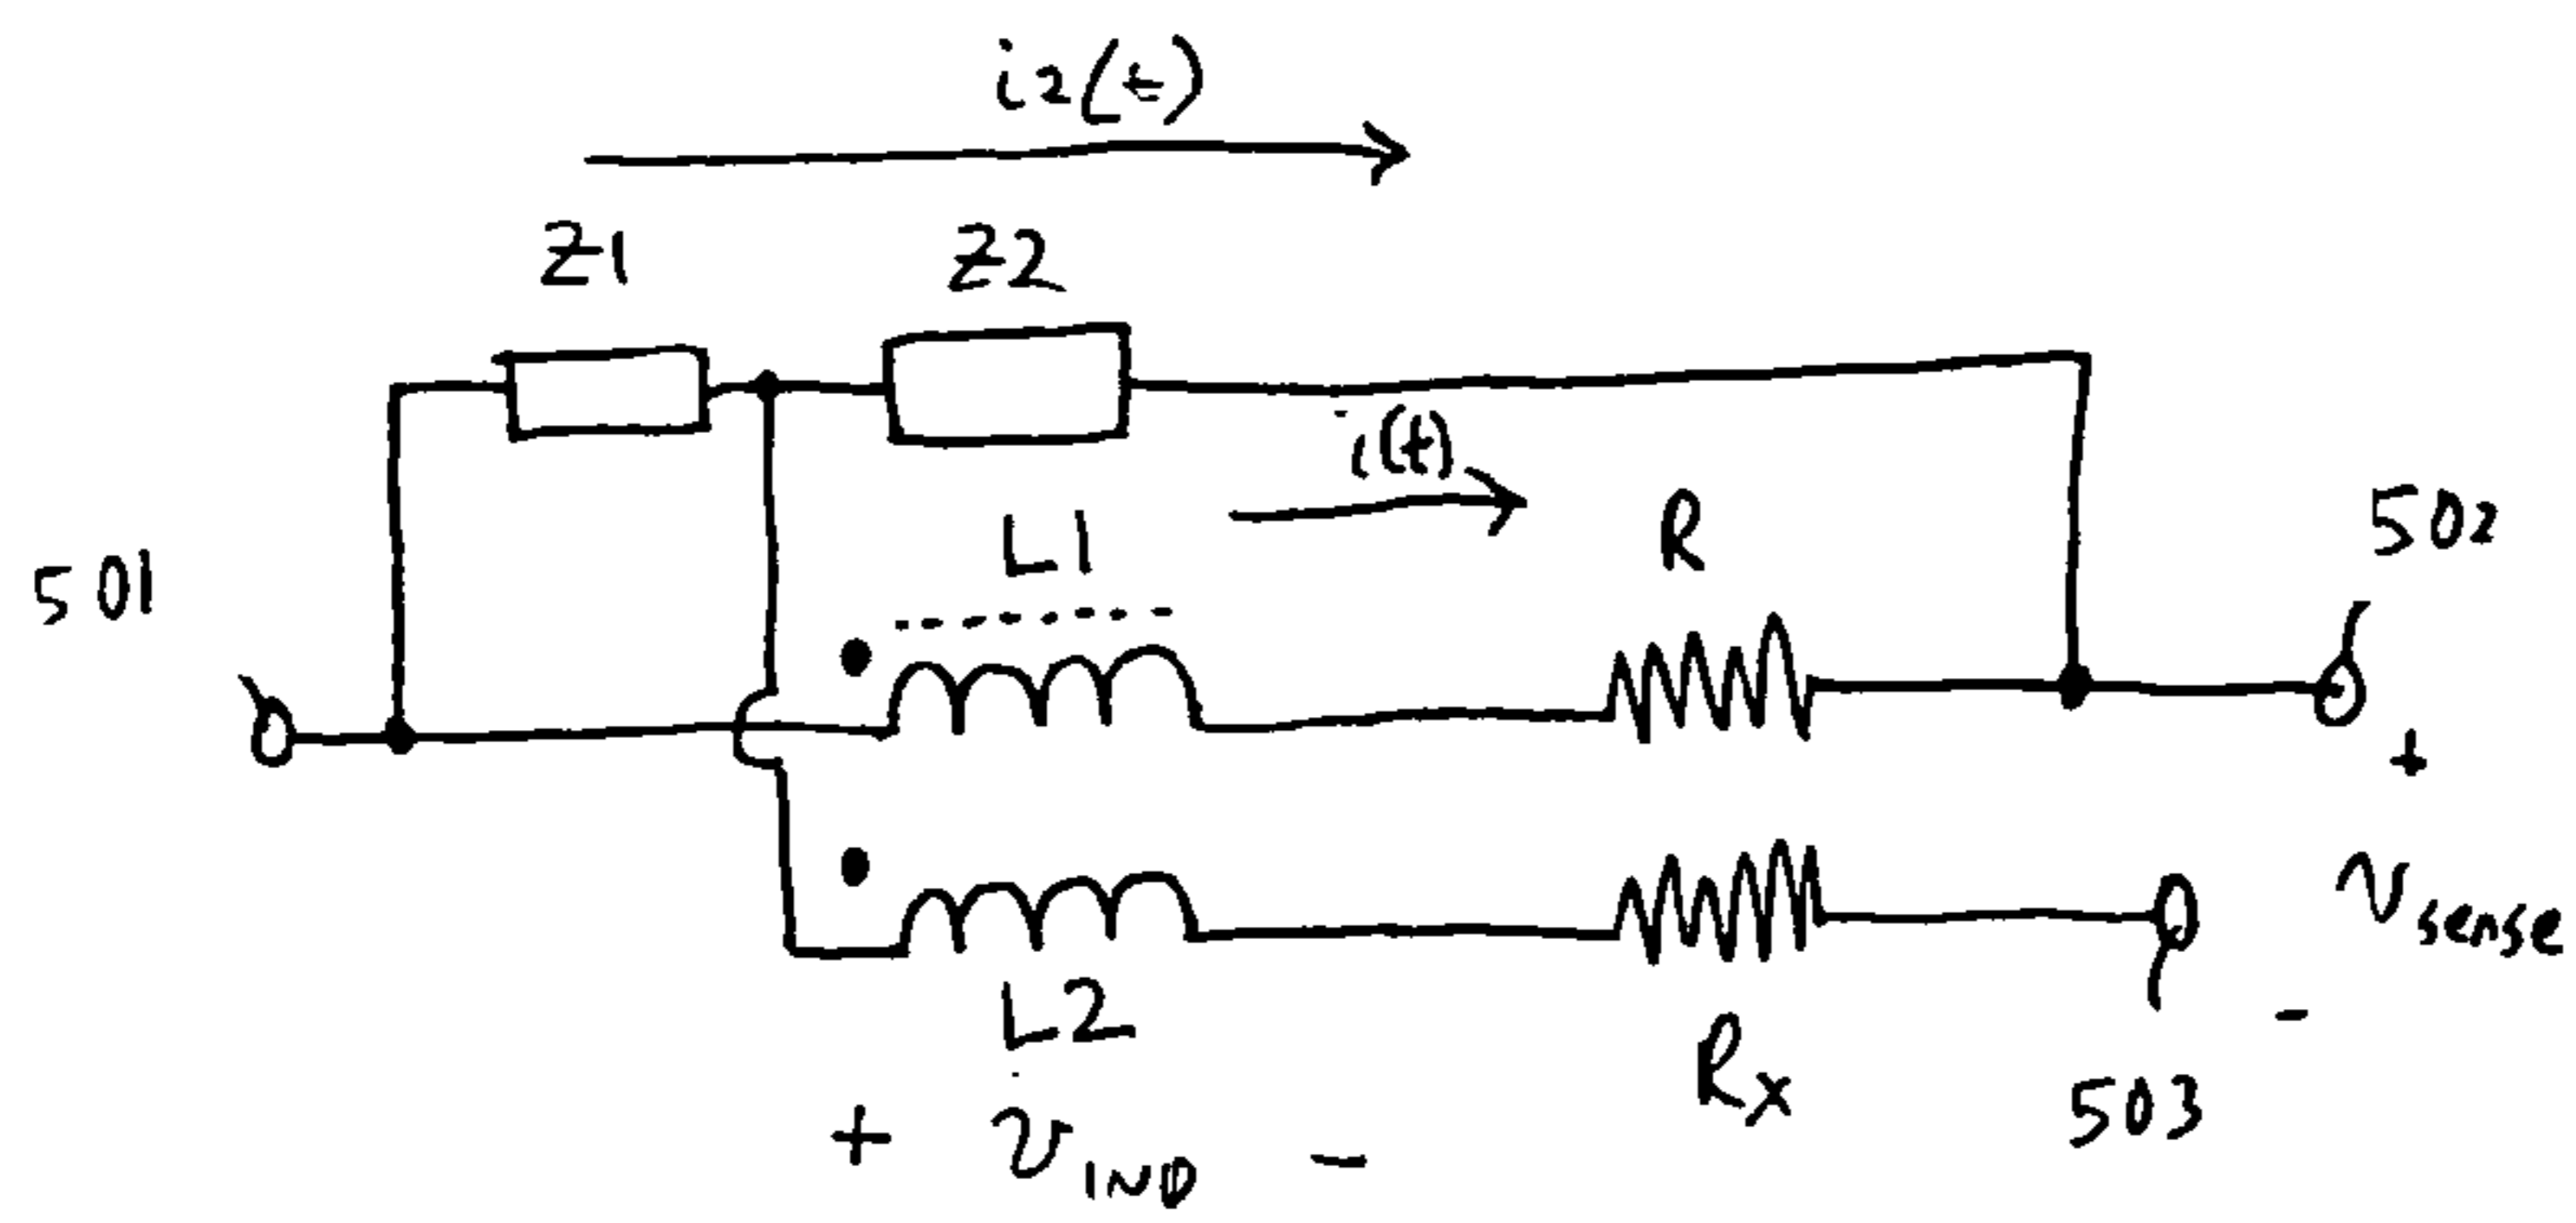 i2(t)
Z1
Z2
i(t)
501
L1
R
502
+
Vsense
L2
Rx
-
503
+ VIND -